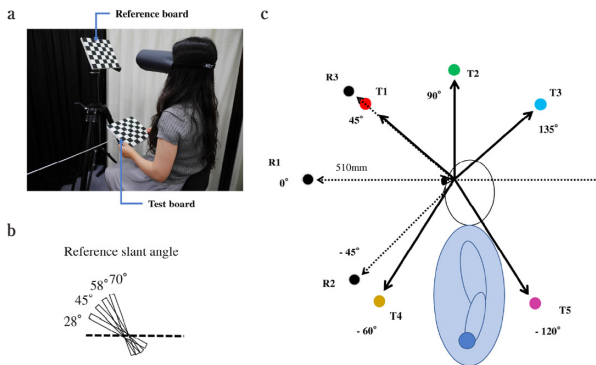 a
Reference board
Test board
b
Reference slant angle
70°
58°
45°
28°
c
R3
T1
45°
T2
90°
T3
135°
R1
0°
510mm
- 45°
R2
T4
- 60°
T5
- 120°